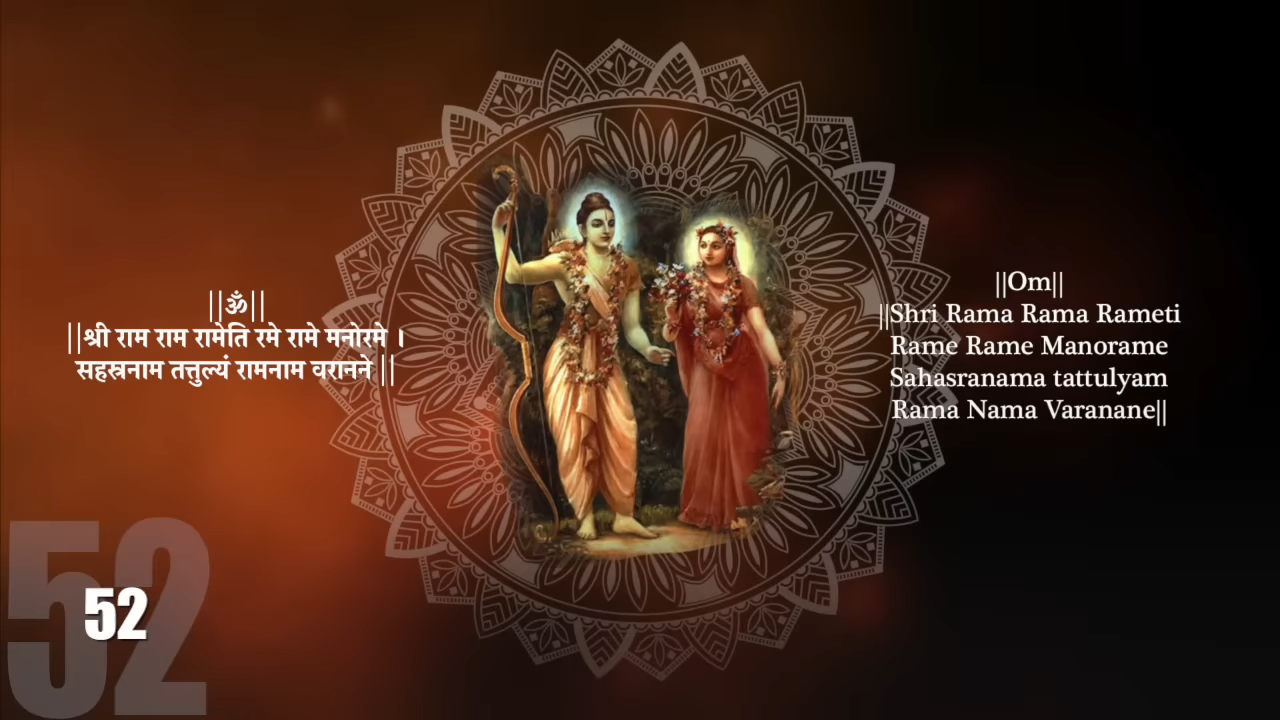 ||ॐ||
||श्री राम राम रामेति रमे रामे मनोरमे ।
सहस्रनाम तत्तुल्यं रामनाम वरानने ||
||Om||
||Shri Rama Rama Rameti
Rame Rame Manorame
Sahasranama tattulyam
Rama Nama Varanane||
52
52